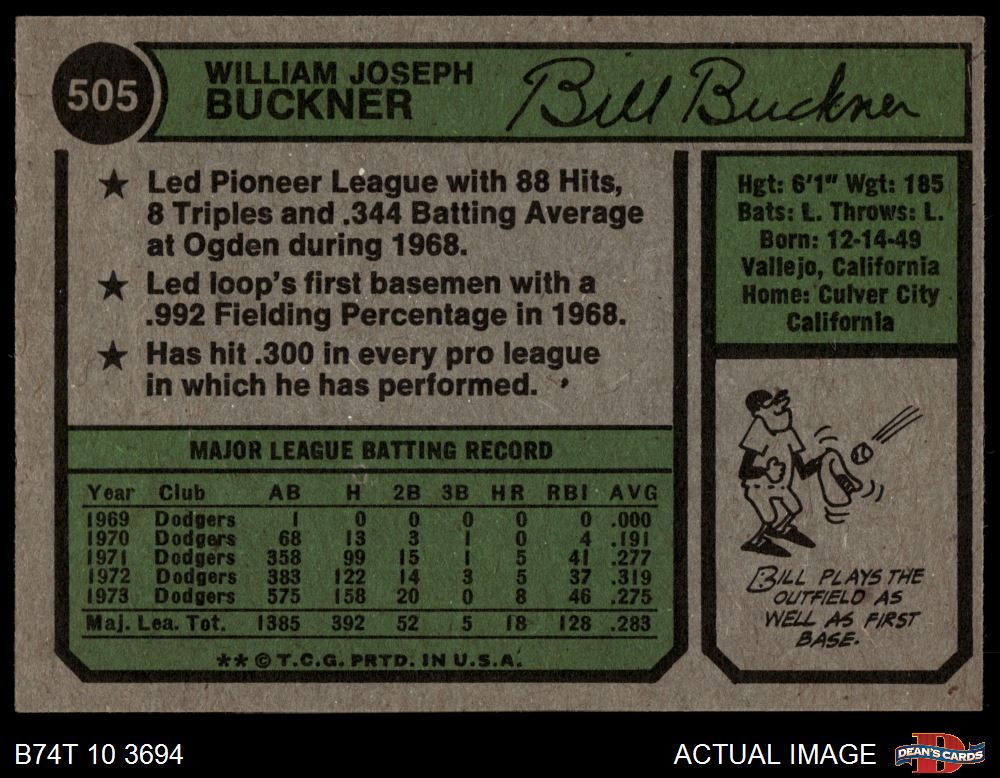 505
WILLIAM JOSEPH
BUCKNER
Bill Buckner
★ Led Pioneer League with 88 Hits,
8 Triples and .344 Batting Average
at Ogden during 1968.
★ Led loop's first basemen with a
.992 Fielding Percentage in 1968.
★ Has hit .300 in every pro league
in which he has performed.
MAJOR LEAGUE BATTING RECORD
Year Club AB H 2B 3B HR RBI AVG
1969 Dodgers 1 0 0 0 0 0 .000
1970 Dodgers 68 13 3 1 0 4 .191
1971 Dodgers 358 99 15 1 5 41 .277
1972 Dodgers 383 122 14 3 5 37 .319
1973 Dodgers 575 158 20 0 8 46 .275
Maj. Lea. Tot. 1385 392 52 5 18 128 .283
** © T.C.G. PRTD. IN U.S.A.
Hgt: 6'1" Wgt: 185
Bats: L. Throws: L.
Born: 12-14-49
Vallejo, California
Home: Culver City
California
BILL PLAYS THE
OUTFIELD AS
WELL AS FIRST
BASE.
B74T 10 3694
ACTUAL IMAGE
DEAN'S CARDS